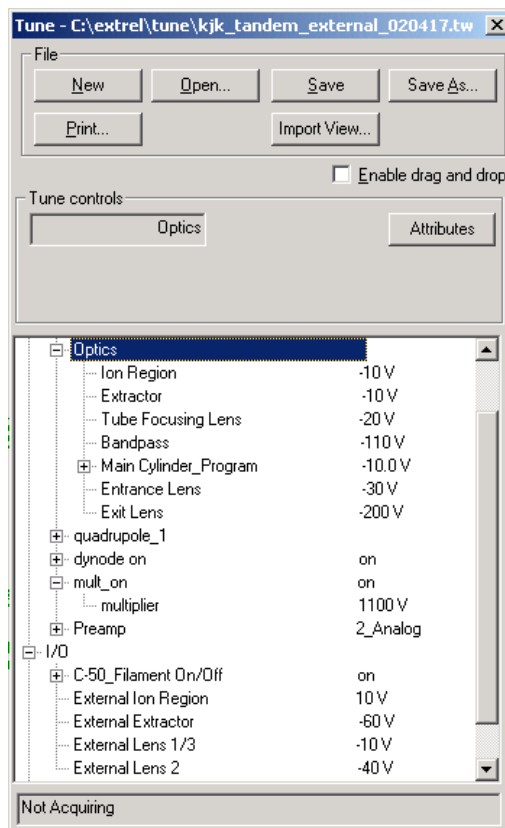 Tune - C:\extrel\tune\kjk_tandem_external_020417.tw
File
New Open... Save Save As...
Print... Import View...
Enable drag and drop
Tune controls
Optics Attributes
Optics
Ion Region -10 V
Extractor -10 V
Tube Focusing Lens -20 V
Bandpass -110 V
Main Cylinder_Program -10.0 V
Entrance Lens -30 V
Exit Lens -200 V
quadrupole_1
dynode on on
mult_on on
multiplier 1100 V
Preamp 2_Analog
I/O
C-50_Filament On/Off on
External Ion Region 10 V
External Extractor -60 V
External Lens 1/3 -10 V
External Lens 2 -40 V
Not Acquiring